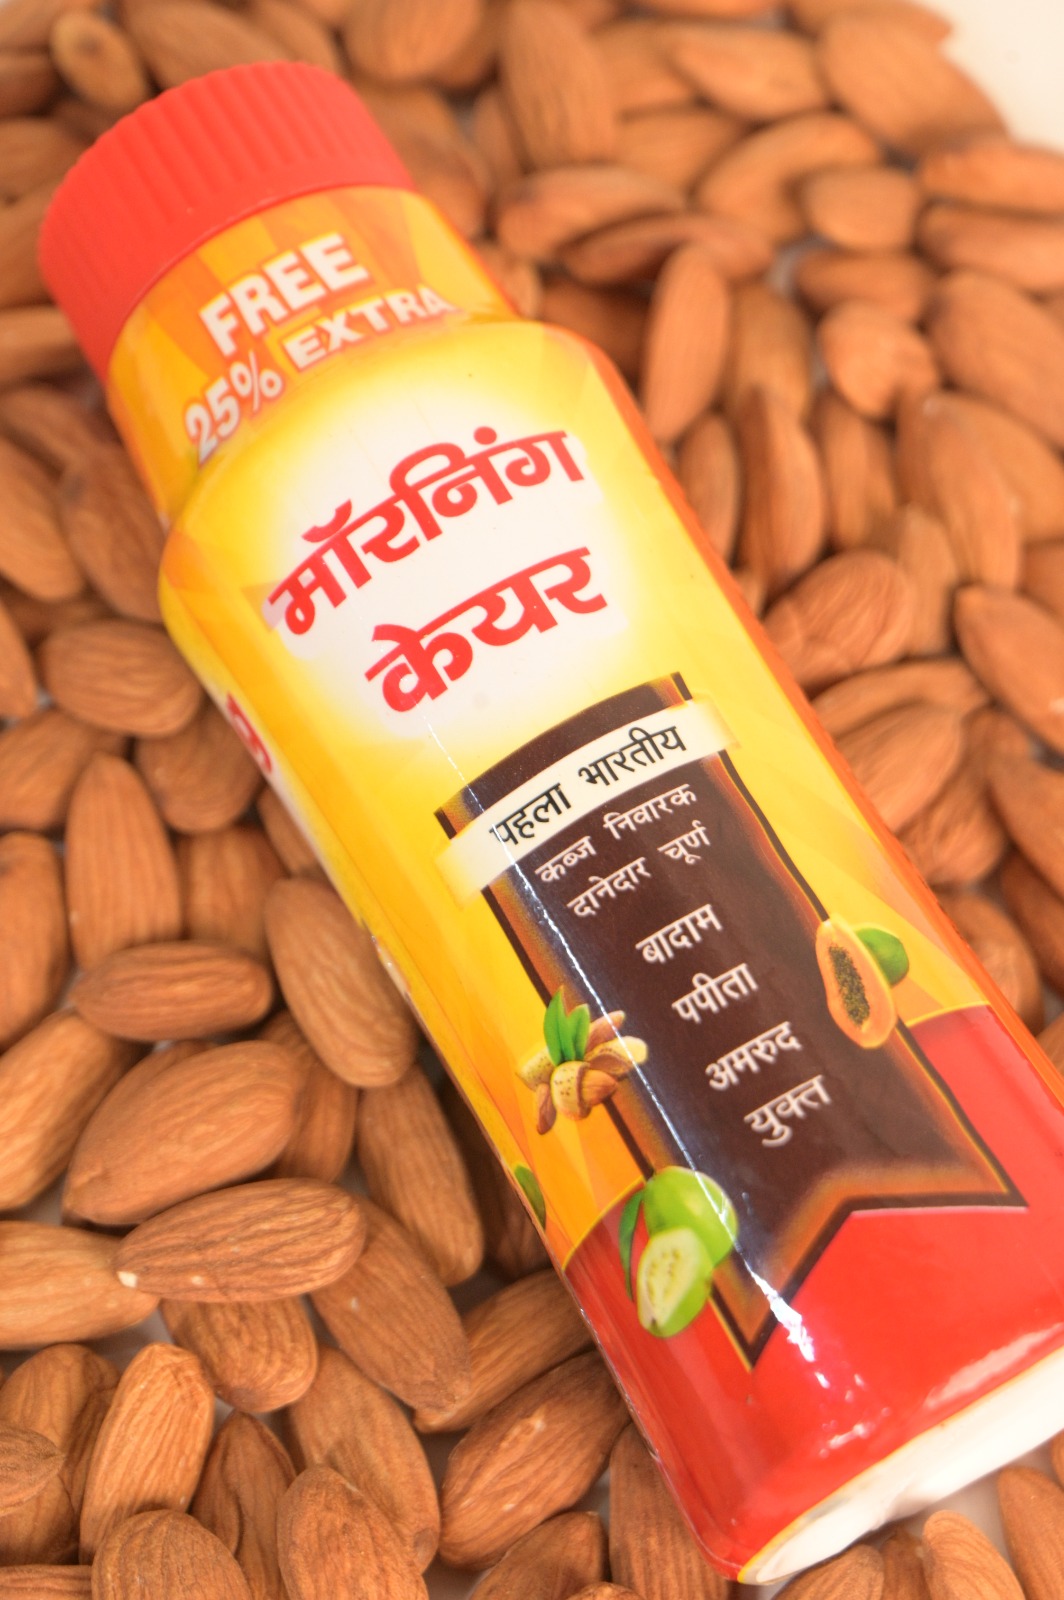 FREE
25% EXTRA
मॉरनिंग
केयर
पहला भारतीय
कब्ज निवारक
दानेदार चूर्ण
बादाम
पपीता
अमरुद
युक्त